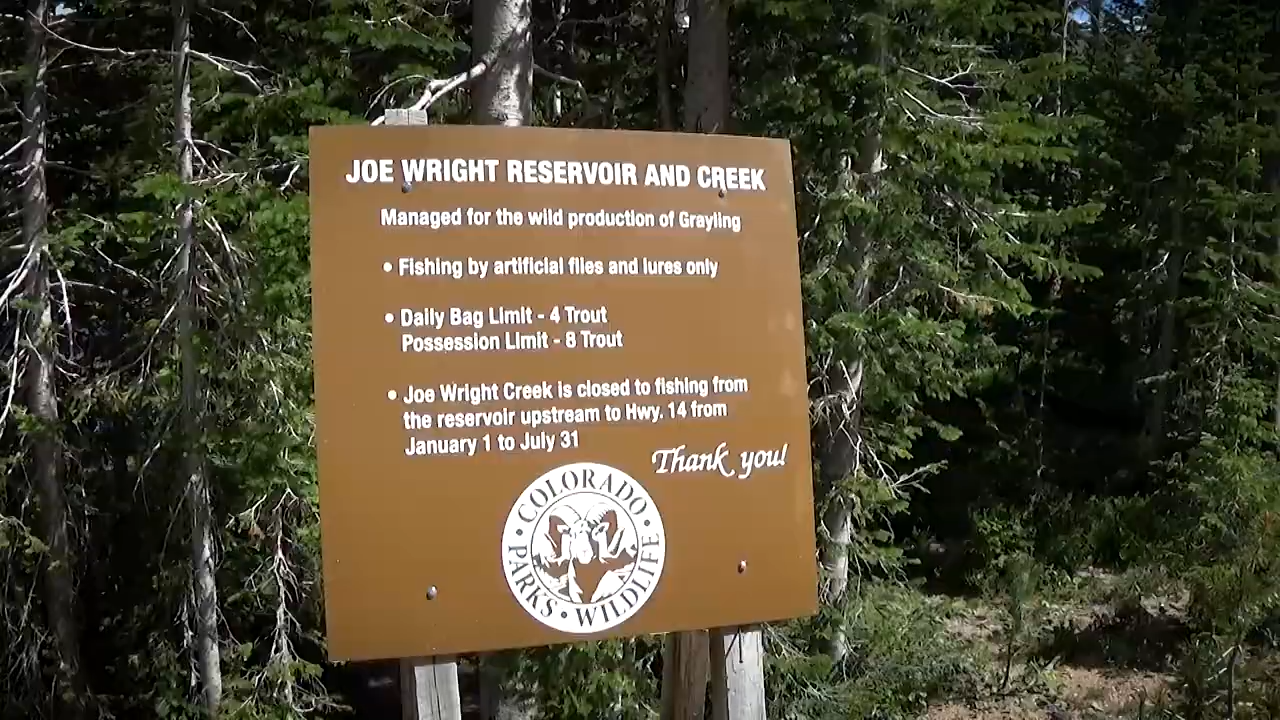 JOE WRIGHT RESERVOIR AND CREEK
Managed for the wild production of Grayling
• Fishing by artificial flies and lures only
• Daily Bag Limit - 4 Trout
Possession Limit - 8 Trout
• Joe Wright Creek is closed to fishing from
the reservoir upstream to Hwy. 14 from
January 1 to July 31
Thank you!
COLORADO
PARKS • WILDLIFE